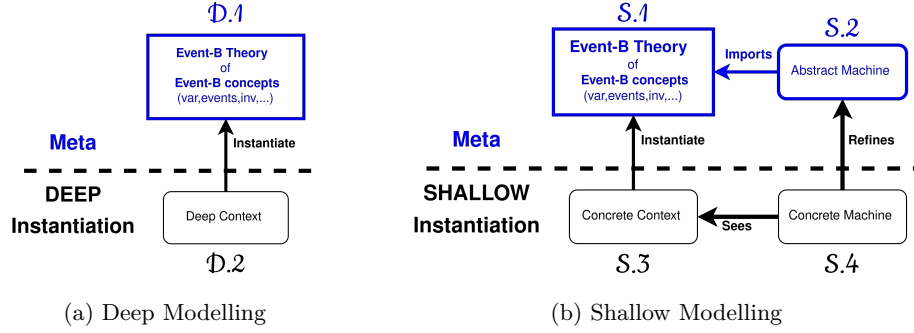 D.1
Event-B Theory
of
Event-B concepts
(var,events,inv,...)
Instantiate
Meta
DEEP
Instantiation
Deep Context
D.2
(a) Deep Modelling
S.1
Event-B Theory
of
Event-B concepts
(var,events,inv,...)
Imports
S.2
Abstract Machine
Meta
Instantiate
Refines
SHALLOW
Instantiation
Concrete Context
Sees
Concrete Machine
S.3
S.4
(b) Shallow Modelling